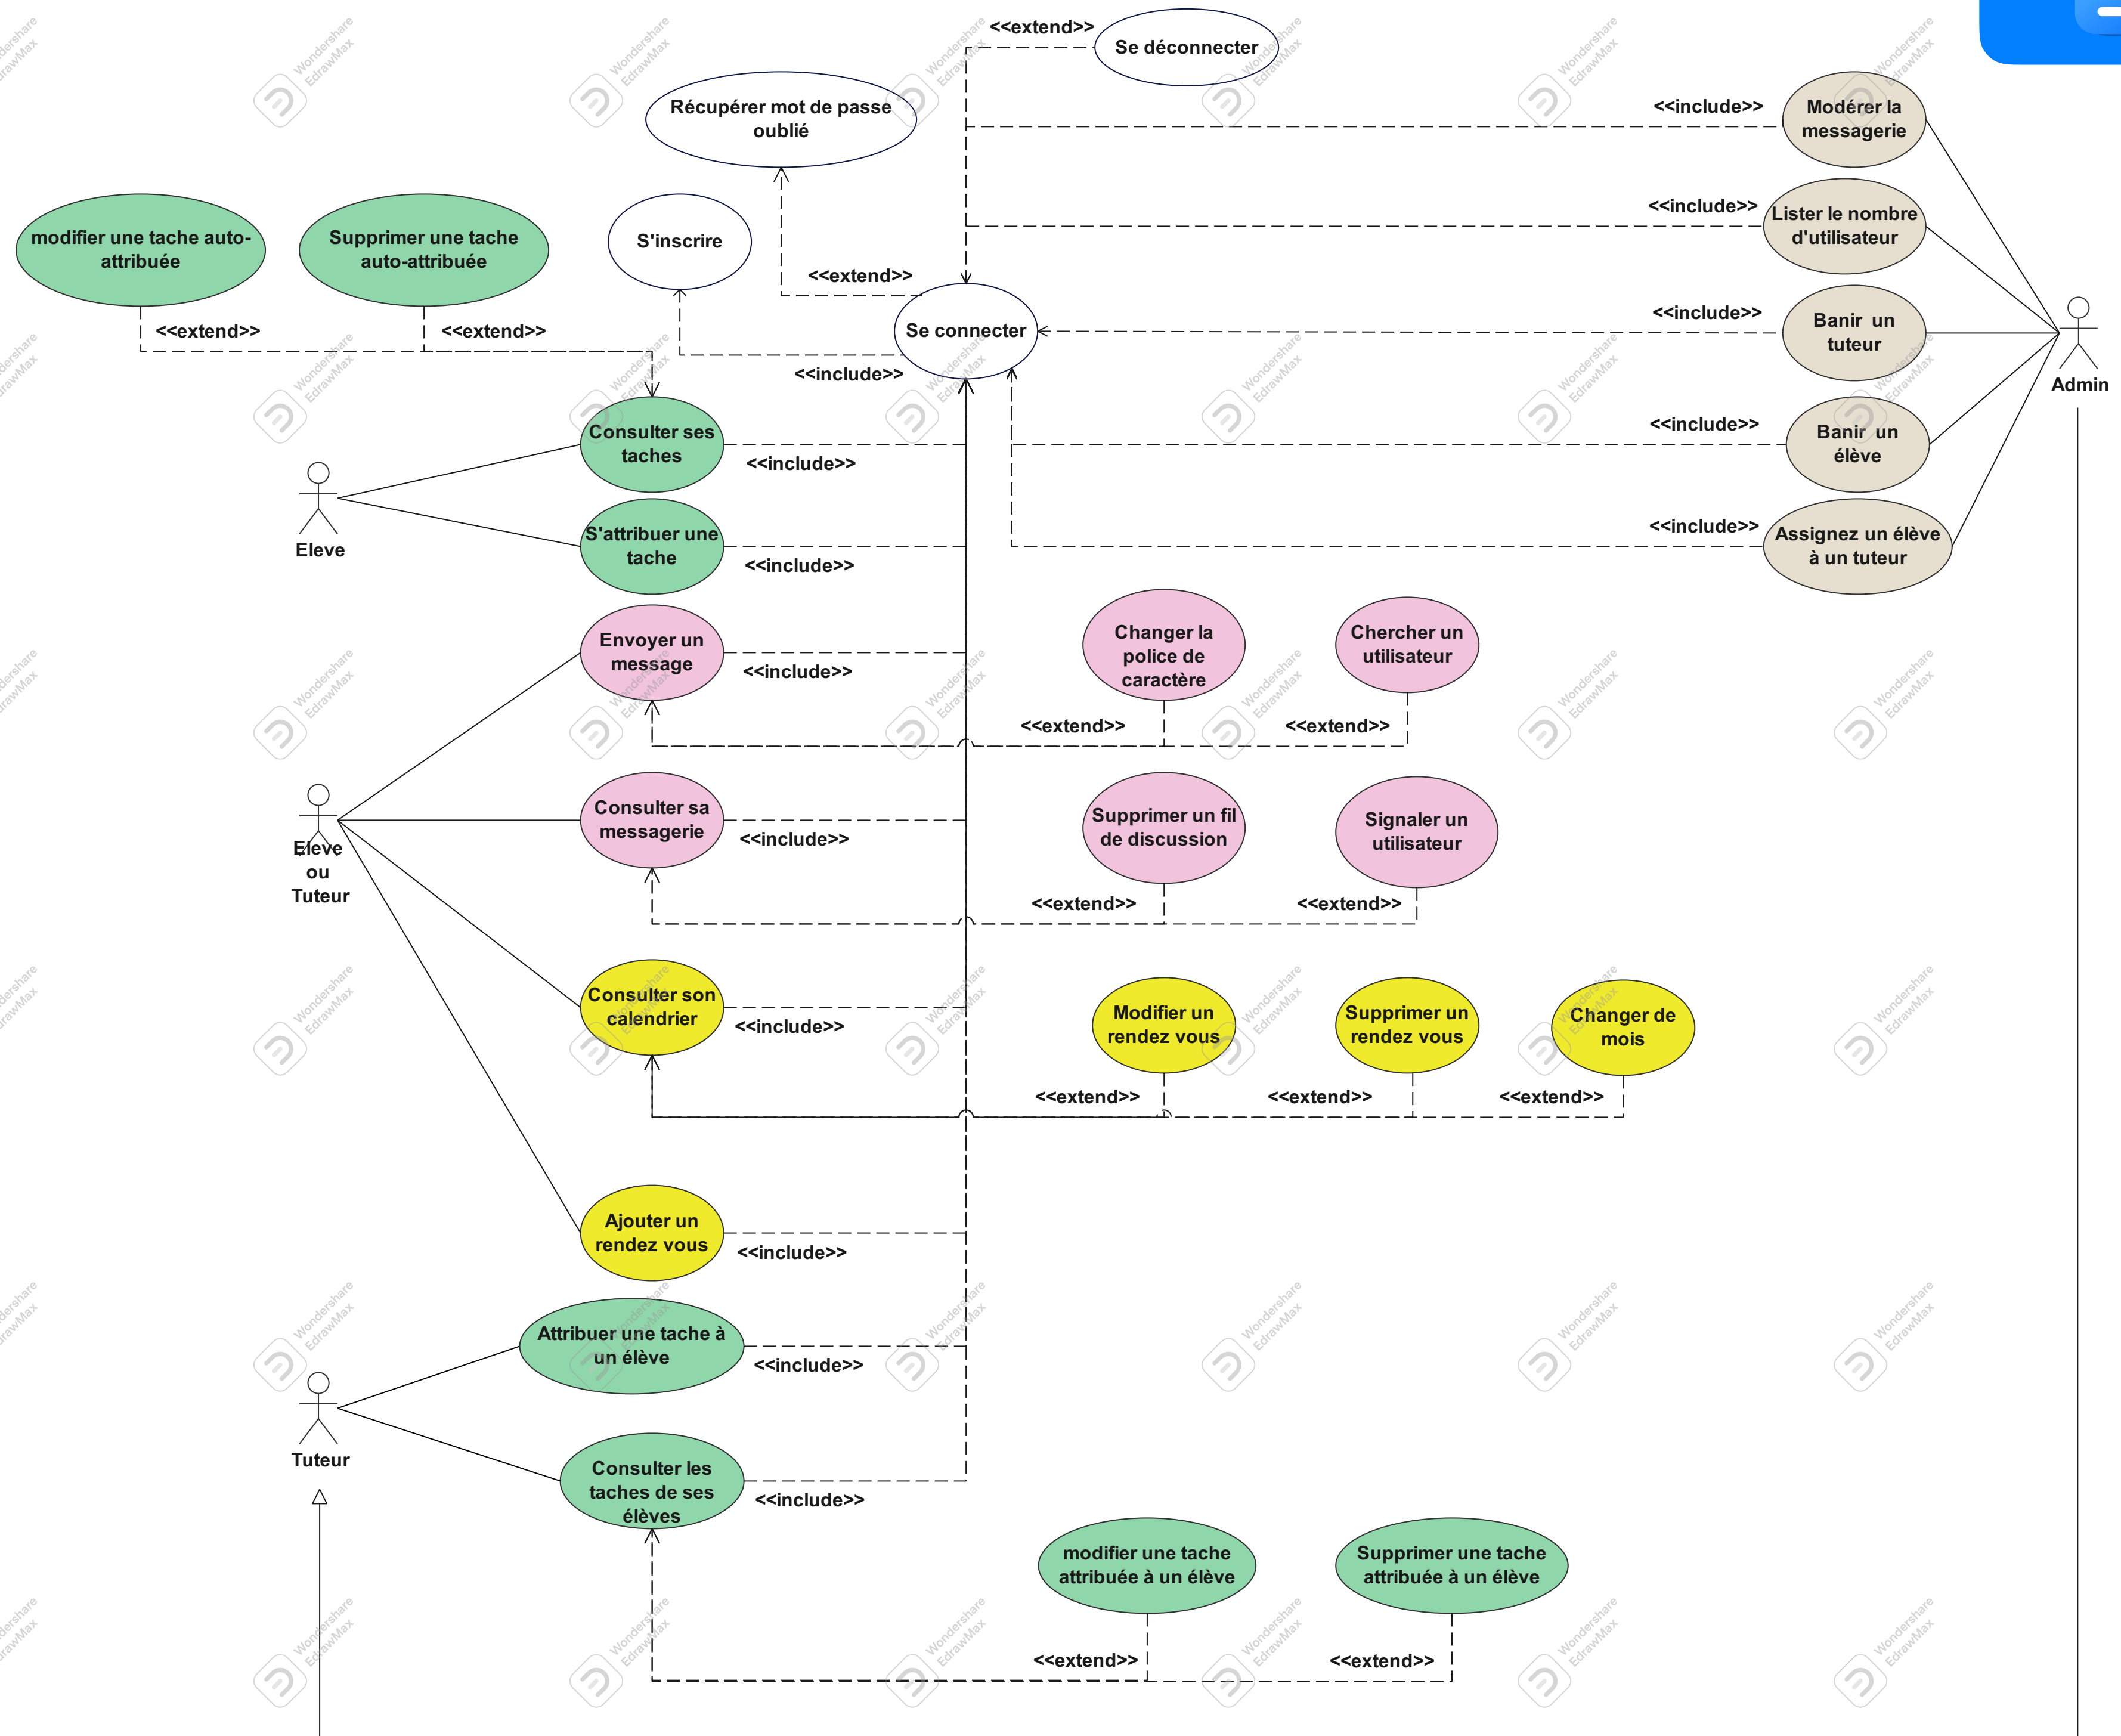 <<extend>>
Se déconnecter
Récupérer mot de passe
oublié
<<include>>
Modérer la
messagerie
modifier une tache auto-
attribuée
Supprimer une tache
auto-attribuée
S'inscrire
<<include>>
Lister le nombre
d'utilisateur
<<extend>>
<<extend>>
<<extend>>
Se connecter
<<include>>
Banir un
tuteur
Admin
<<include>>
Consulter ses
taches
<<include>>
<<include>>
Banir un
élève
Eleve
S'attribuer une
tache
<<include>>
<<include>>
Assignez un élève
à un tuteur
Envoyer un
message
<<include>>
Changer la
police de
caractère
Chercher un
utilisateur
<<extend>>
<<extend>>
Eleve
ou
Tuteur
Consulter sa
messagerie
<<include>>
Supprimer un fil
de discussion
Signaler un
utilisateur
<<extend>>
<<extend>>
Consulter son
calendrier
<<include>>
Modifier un
rendez vous
Supprimer un
rendez vous
Changer de
mois
<<extend>>
<<extend>>
<<extend>>
Ajouter un
rendez vous
<<include>>
Attribuer une tache à
un élève
<<include>>
Tuteur
Consulter les
taches de ses
élèves
<<include>>
modifier une tache
attribuée à un élève
Supprimer une tache
attribuée à un élève
<<extend>>
<<extend>>
Wondershare
EdrawMax